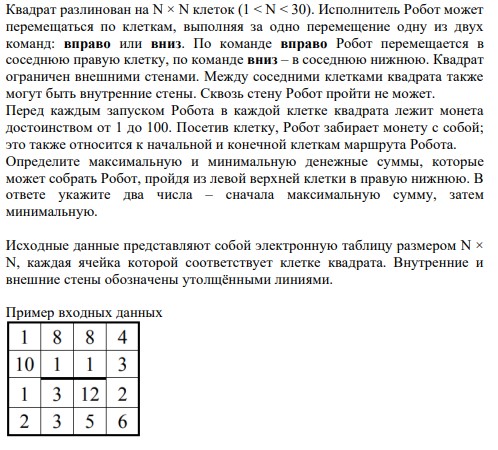 Квадрат разлинован на N × N клеток (1 < N < 30). Исполнитель Робот может
перемещаться по клеткам, выполняя за одно перемещение одну из двух
команд: вправо или вниз. По команде вправо Робот перемещается в
соседнюю правую клетку, по команде вниз – в соседнюю нижнюю. Квадрат
ограничен внешними стенами. Между соседними клетками квадрата также
могут быть внутренние стены. Сквозь стену Робот пройти не может.
Перед каждым запуском Робота в каждой клетке квадрата лежит монета
достоинством от 1 до 100. Посетив клетку, Робот забирает монету с собой;
это также относится к начальной и конечной клеткам маршрута Робота.
Определите максимальную и минимальную денежные суммы, которые
может собрать Робот, пройдя из левой верхней клетки в правую нижнюю. В
ответе укажите два числа – сначала максимальную сумму, затем
минимальную.
Исходные данные представляют собой электронную таблицу размером N ×
N, каждая ячейка которой соответствует клетке квадрата. Внутренние и
внешние стены обозначены утолщёнными линиями.
Пример входных данных
1 8 8 4
10 1 1 3
1 3 12 2
2 3 5 6